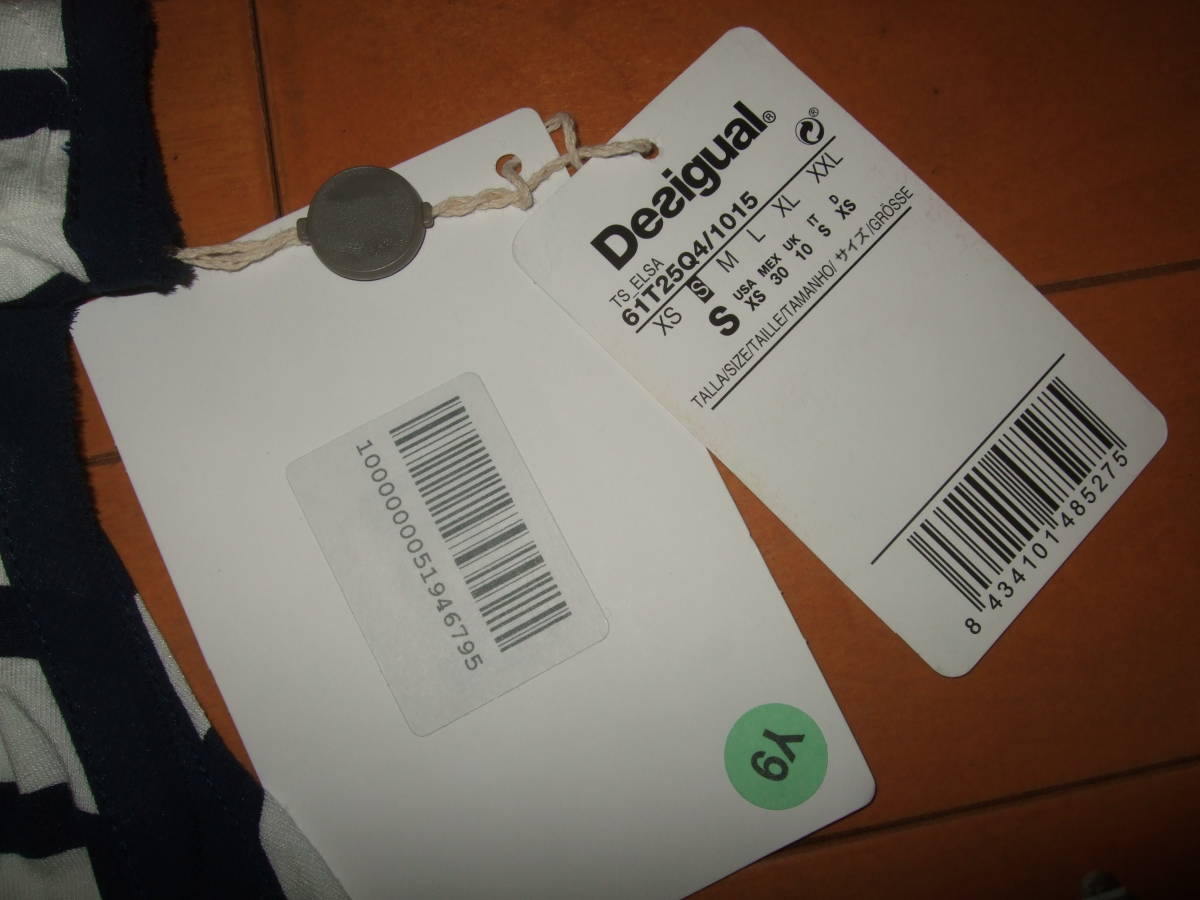 Desigual®
TS_ELSA
61T25Q4/1015
XS S M L XL XXL
S
USA MEX UK IT D
XS 30 10 S XS
TALLA/SIZE/TAILLE/TAMANHO/サイズ/GRÖSSE
8 434101 485275
1000000051946795
Y9